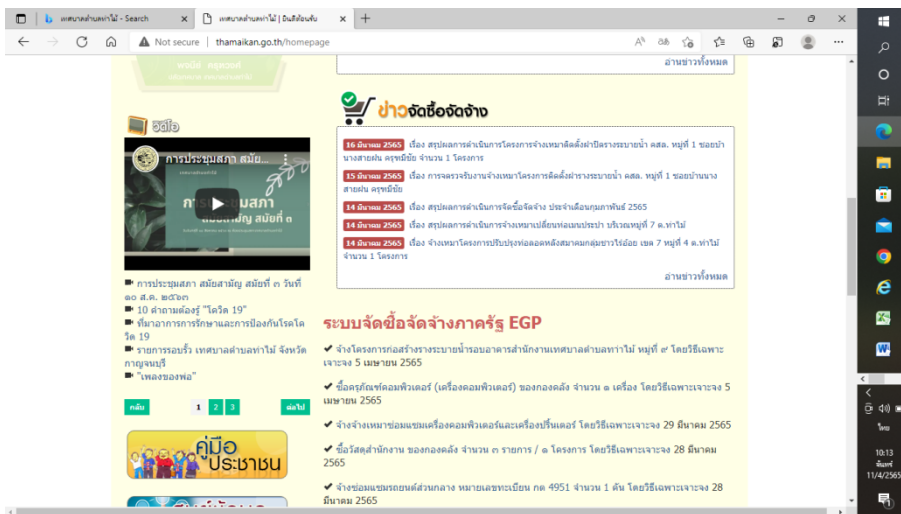 เทศบาลตำบลท่าไม้ - Search
เทศบาลตำบลท่าไม้ | ยินดีต้อนรับ
Not secure | thamaikan.go.th/homepage
อ่านข่าวทั้งหมด
วิดีโอ
การประชุมสภา สมัย...
ข่าวจัดซื้อจัดจ้าง
16 มีนาคม 2565 เรื่อง สรุปผลการดำเนินการโครงการจ้างเหมาติดตั้งฝาปิดรางระบายน้ำ คสล. หมู่ที่ 1 ซอยบ้า
นางสายฝน ครุฑมีชัย จำนวน 1 โครงการ
15 มีนาคม 2565 เรื่อง การตรวจรับงานจ้างเหมาโครงการติดตั้งฝารางระบายน้ำ คสล. หมู่ที่ 1 ซอยบ้านนาง
สายฝน ครุฑมีชัย
14 มีนาคม 2565 เรื่อง สรุปผลการดำเนินการจัดซื้อจัดจ้าง ประจำเดือนกุมภาพันธ์ 2565
14 มีนาคม 2565 เรื่อง สรุปผลการดำเนินการจ้างเหมาเปลี่ยนท่อเมนประปา บริเวณหมู่ที่ 7 ต.ท่าไม้
14 มีนาคม 2565 เรื่อง จ้างเหมาโครงการปรับปรุงท่อลอดหลังสมาคมกลุ่มชาวไร่อ้อย เขต 7 หมู่ที่ 4 ต.ท่าไม้
จำนวน 1 โครงการ
อ่านข่าวทั้งหมด
การประชุมสภา สมัยสามัญ สมัยที่ ๓ วันที่
๑๐ ส.ค. ๒๕๖๓
10 คำถามต้องรู้ "โควิด 19"
ที่มาอาการการรักษาและการป้องกันโรคโค
วิด 19
รายการรอบรั้ว เทศบาลตำบลท่าไม้ จังหวัด
กาญจนบุรี
"เพลงของพ่อ"
กลับ 1 2 3 ต่อไป
คู่มือ
ประชาชน
ระบบจัดซื้อจัดจ้างภาครัฐ EGP
จ้างโครงการก่อสร้างรางระบายน้ำรอบอาคารสำนักงานเทศบาลตำบลท่าไม้ หมู่ที่ ๙ โดยวิธีเฉพาะ
เจาะจง 5 เมษายน 2565
ซื้อครุภัณฑ์คอมพิวเตอร์ (เครื่องคอมพิวเตอร์) ของกองคลัง จำนวน ๑ เครื่อง โดยวิธีเฉพาะเจาะจง 5
เมษายน 2565
จ้างจ้างเหมาซ่อมแซมเครื่องคอมพิวเตอร์และเครื่องปริ้นเตอร์ โดยวิธีเฉพาะเจาะจง 29 มีนาคม 2565
ซื้อวัสดุสำนักงาน ของกองคลัง จำนวน ๓ รายการ / ๑ โครงการ โดยวิธีเฉพาะเจาะจง 28 มีนาคม
2565
จ้างซ่อมแซมรถยนต์ส่วนกลาง หมายเลขทะเบียน กต 4951 จำนวน 1 คัน โดยวิธีเฉพาะเจาะจง 28
มีนาคม 2565
ไทย
10:13
จันทร์
11/4/2565